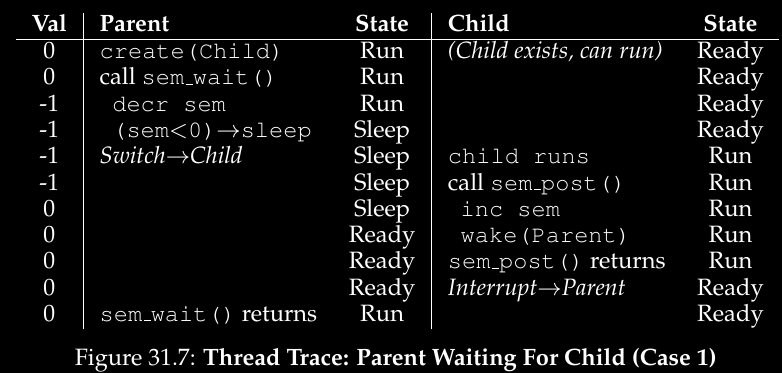 Val Parent State Child State
0 create(Child) Run (Child exists, can run) Ready
0 call sem_wait() Run Ready
-1 decr sem Run Ready
-1 (sem<0)→sleep Sleep Ready
-1 Switch→Child Sleep child runs Run
-1 Sleep call sem_post() Run
0 Sleep inc sem Run
0 Ready wake(Parent) Run
0 Ready sem_post() returns Run
0 Ready Interrupt→Parent Ready
0 sem_wait() returns Run Ready
Figure 31.7: Thread Trace: Parent Waiting For Child (Case 1)